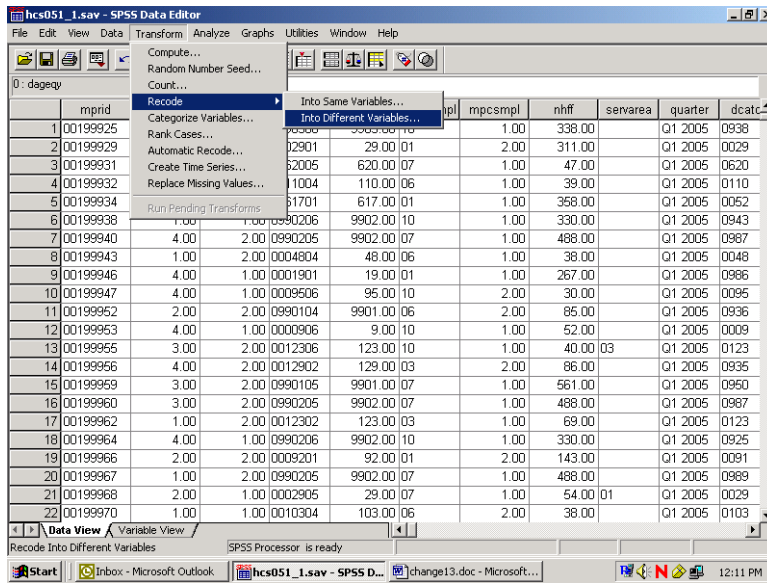 hcs051_1.sav - SPSS Data Editor
File Edit View Data Transform Analyze Graphs Utilities Window Help
0 : dageqy
Compute...
Random Number Seed...
Count...
Recode
Categorize Variables...
Rank Cases...
Automatic Recode...
Create Time Series...
Replace Missing Values...
Run Pending Transforms
Into Same Variables...
Into Different Variables...
mprid mpcsmpl nhff servarea quarter dcatc
1 00199925 1.00 338.00 Q1 2005 0938
2 00199929 02901 29.00 01 2.00 311.00 Q1 2005 0029
3 00199931 62005 620.00 07 1.00 47.00 Q1 2005 0620
4 00199932 11004 110.00 06 1.00 39.00 Q1 2005 0110
5 00199934 61701 617.00 01 1.00 358.00 Q1 2005 0052
6 00199938 1.00 1.00 0990206 9902.00 10 1.00 330.00 Q1 2005 0943
7 00199940 4.00 2.00 0990205 9902.00 07 1.00 488.00 Q1 2005 0987
8 00199943 1.00 2.00 0004804 48.00 06 1.00 38.00 Q1 2005 0048
9 00199946 4.00 1.00 0001901 19.00 01 1.00 267.00 Q1 2005 0986
10 00199947 4.00 1.00 0009506 95.00 10 2.00 30.00 Q1 2005 0095
11 00199952 2.00 2.00 0990104 9901.00 06 2.00 85.00 Q1 2005 0936
12 00199953 4.00 1.00 0000906 9.00 10 1.00 52.00 Q1 2005 0009
13 00199955 3.00 2.00 0012306 123.00 10 1.00 40.00 03 Q1 2005 0123
14 00199956 4.00 2.00 0012902 129.00 03 2.00 86.00 Q1 2005 0935
15 00199959 3.00 2.00 0990105 9901.00 07 1.00 561.00 Q1 2005 0950
16 00199960 3.00 2.00 0990205 9902.00 07 1.00 488.00 Q1 2005 0987
17 00199962 1.00 2.00 0012302 123.00 03 1.00 69.00 Q1 2005 0123
18 00199964 4.00 1.00 0990206 9902.00 10 1.00 330.00 Q1 2005 0925
19 00199966 2.00 2.00 0009201 92.00 01 2.00 143.00 Q1 2005 0091
20 00199967 1.00 2.00 0990205 9902.00 07 1.00 488.00 Q1 2005 0989
21 00199968 2.00 1.00 0002905 29.00 07 1.00 54.00 01 Q1 2005 0029
22 00199970 1.00 1.00 0010304 103.00 06 2.00 38.00 Q1 2005 0103
Data View Variable View
Recode Into Different Variables SPSS Processor is ready
Start Inbox - Microsoft Outlook hcs051_1.sav - SPSS D... change13.doc - Microsoft... 12:11 PM